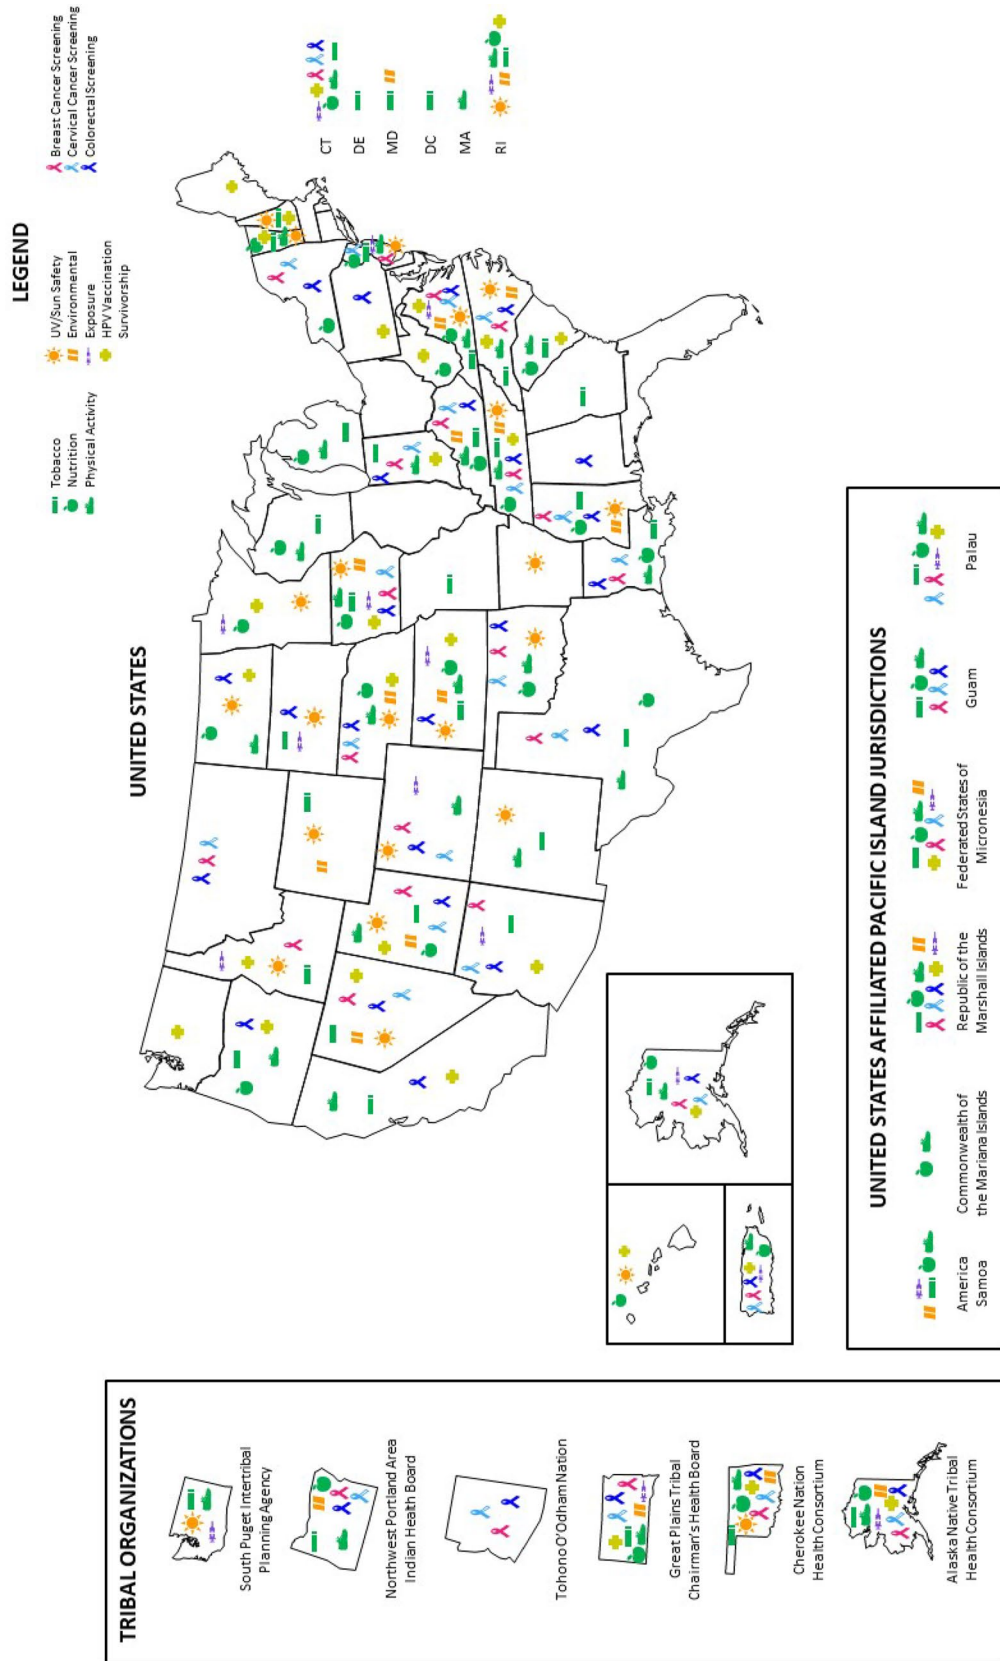 LEGEND
Tobacco
Nutrition
Physical Activity
UV/Sun Safety
Environmental
Exposure
HPV Vaccination
Survivorship
Breast Cancer Screening
Cervical Cancer Screening
Colorectal Screening
UNITED STATES
CT
DE
MD
DC
MA
RI
TRIBAL ORGANIZATIONS
South Puget Intertribal
Planning Agency
Northwest Portland Area
Indian Health Board
Tohono O'Odham Nation
Great Plains Tribal
Chairman's Health Board
Cherokee Nation
Health Consortium
Alaska Native Tribal
Health Consortium
UNITED STATES AFFILIATED PACIFIC ISLAND JURISDICTIONS
America
Samoa
Commonwealth of
the Mariana Islands
Republic of the
Marshall Islands
Federated States of
Micronesia
Guam
Palau